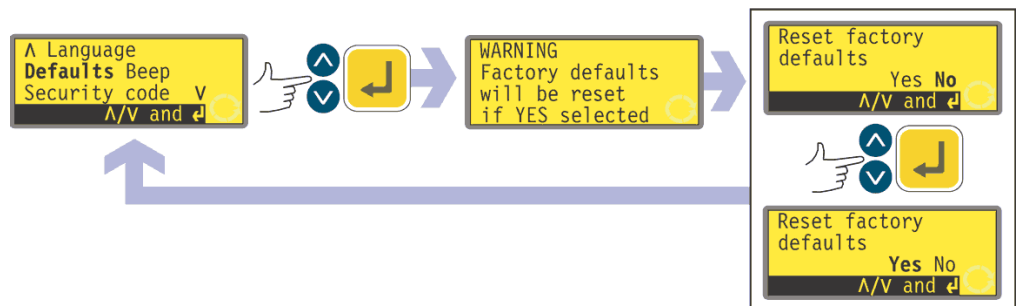 Λ Language
Defaults Beep
Security code V
Λ/V and ↲
WARNING
Factory defaults
will be reset
if YES selected
Reset factory
defaults
Yes No
Λ/V and ↲
Reset factory
defaults
Yes No
Λ/V and ↲